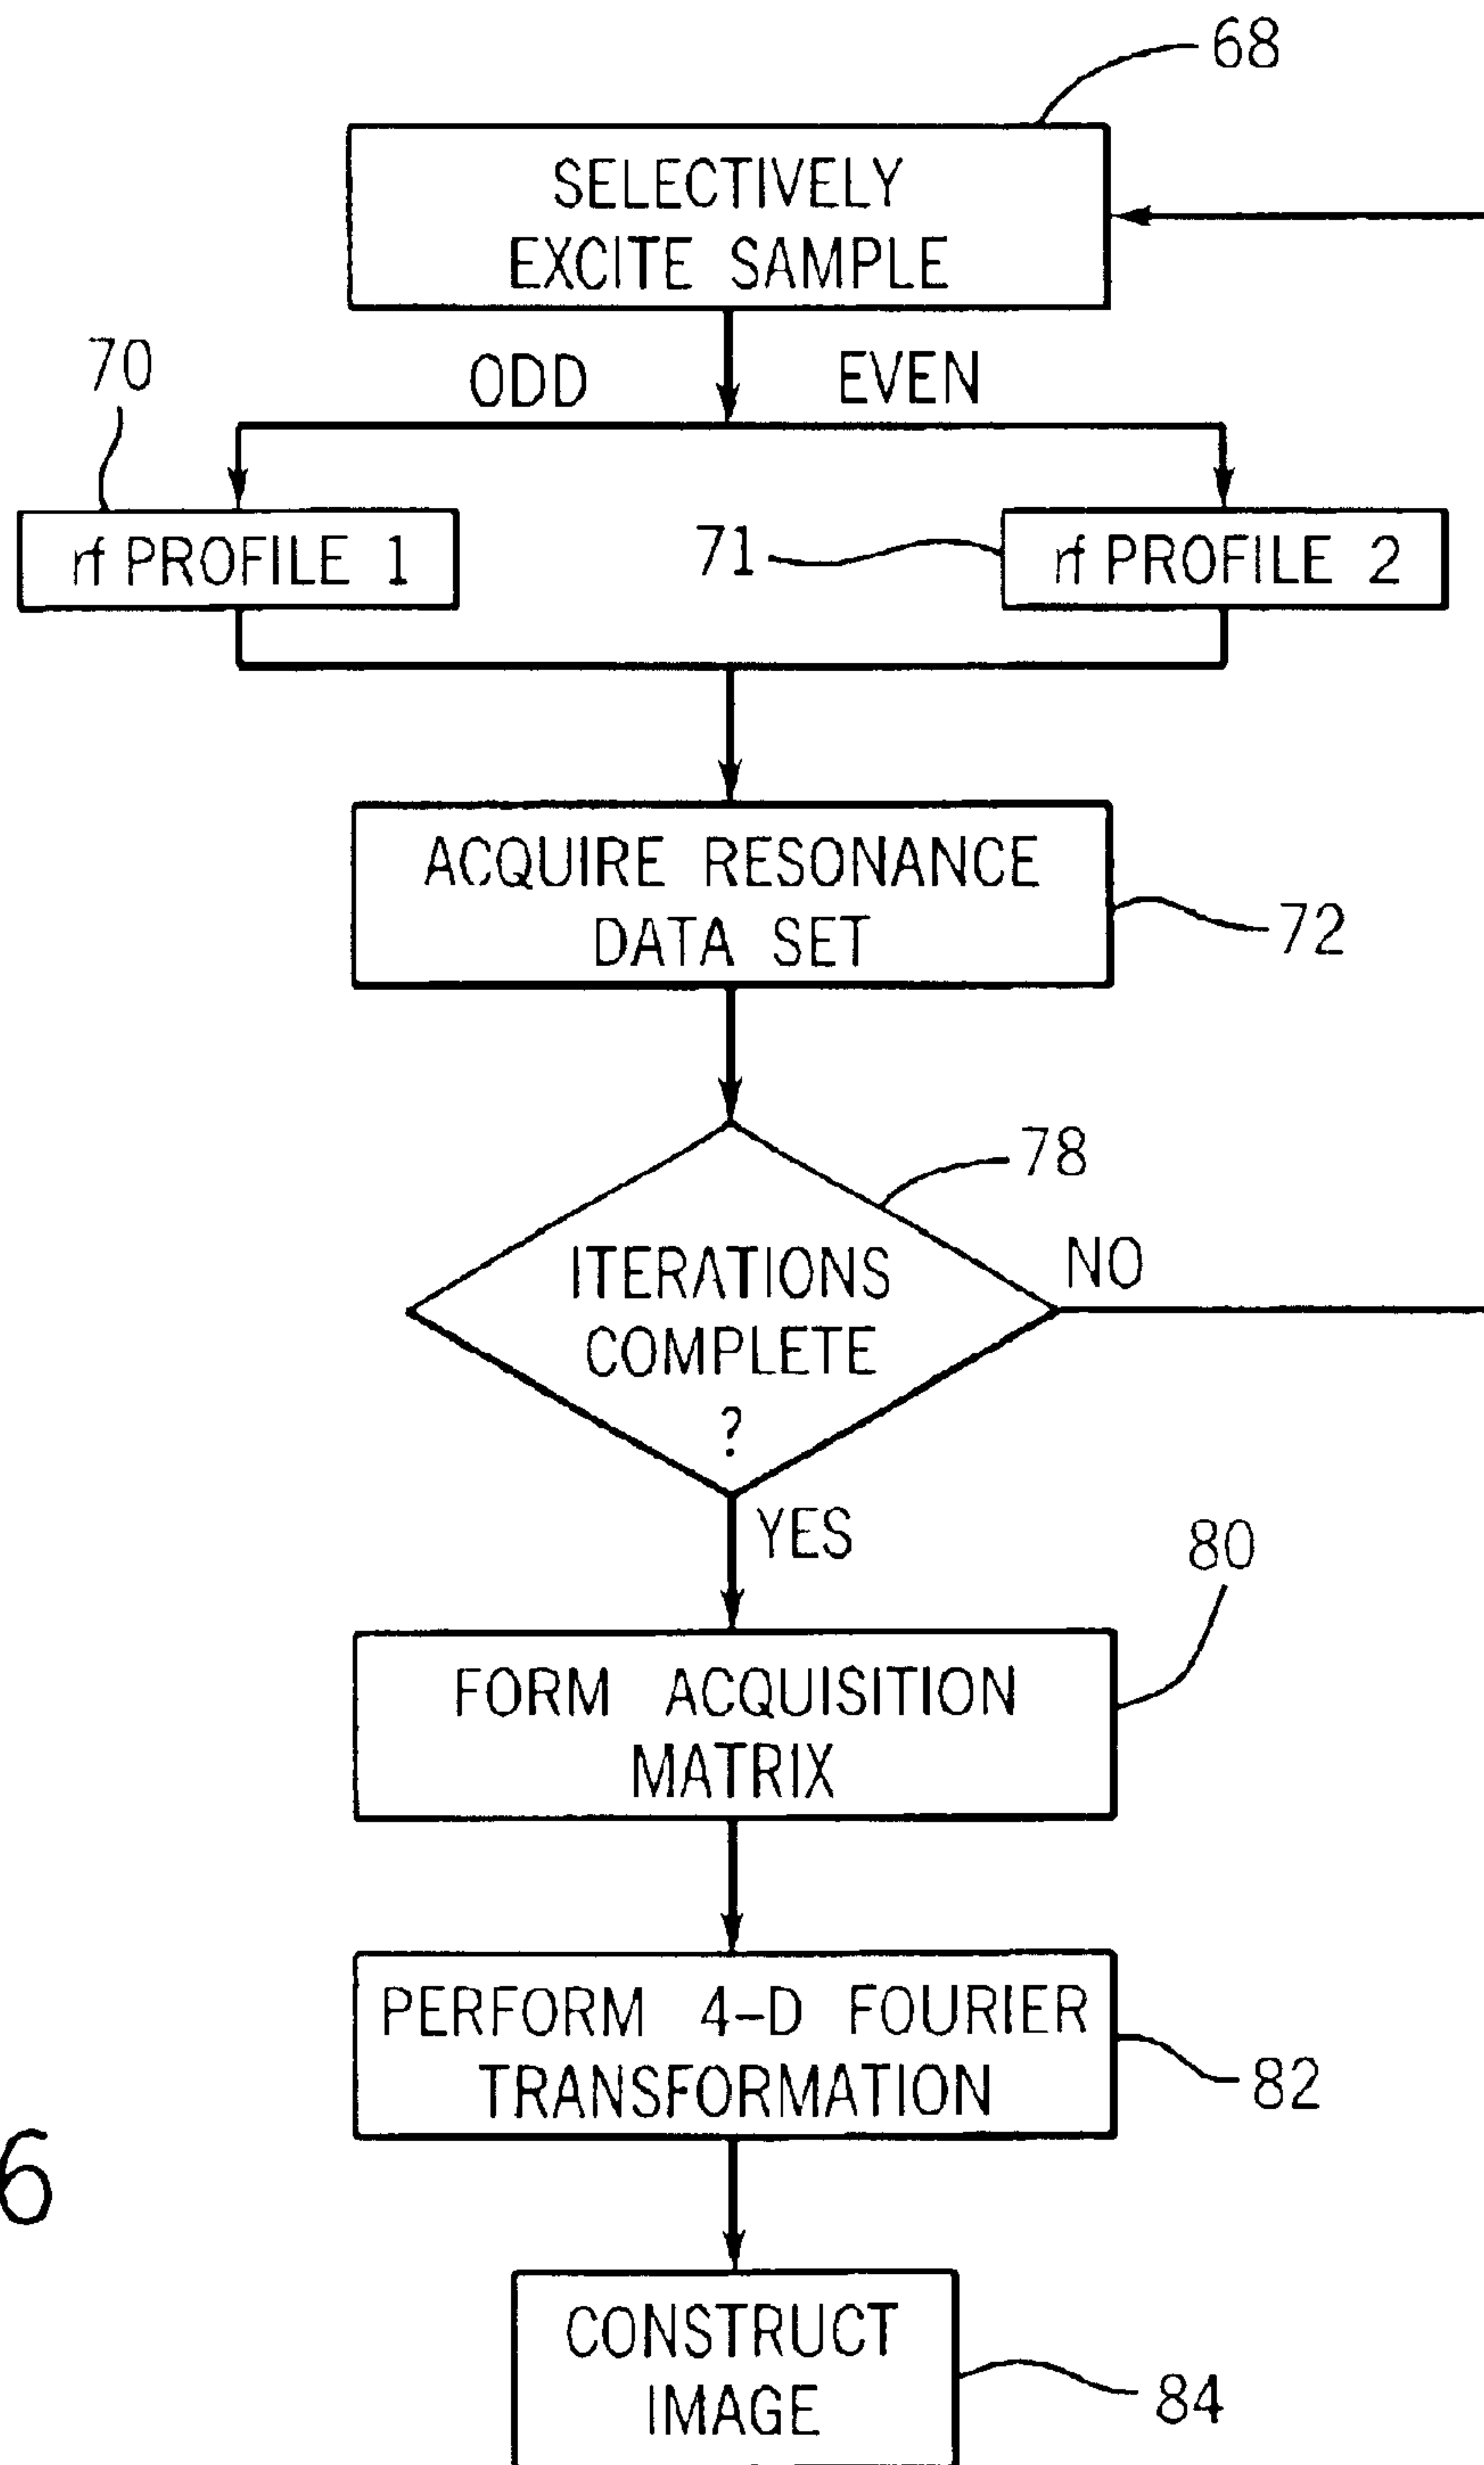 68
SELECTIVELY
EXCITE SAMPLE
70
ODD
EVEN
rf PROFILE 1
71
rf PROFILE 2
ACQUIRE RESONANCE
DATA SET
72
78
ITERATIONS
COMPLETE
?
NO
YES
80
FORM ACQUISITION
MATRIX
PERFORM 4-D FOURIER
TRANSFORMATION
82
6
CONSTRUCT
IMAGE
84